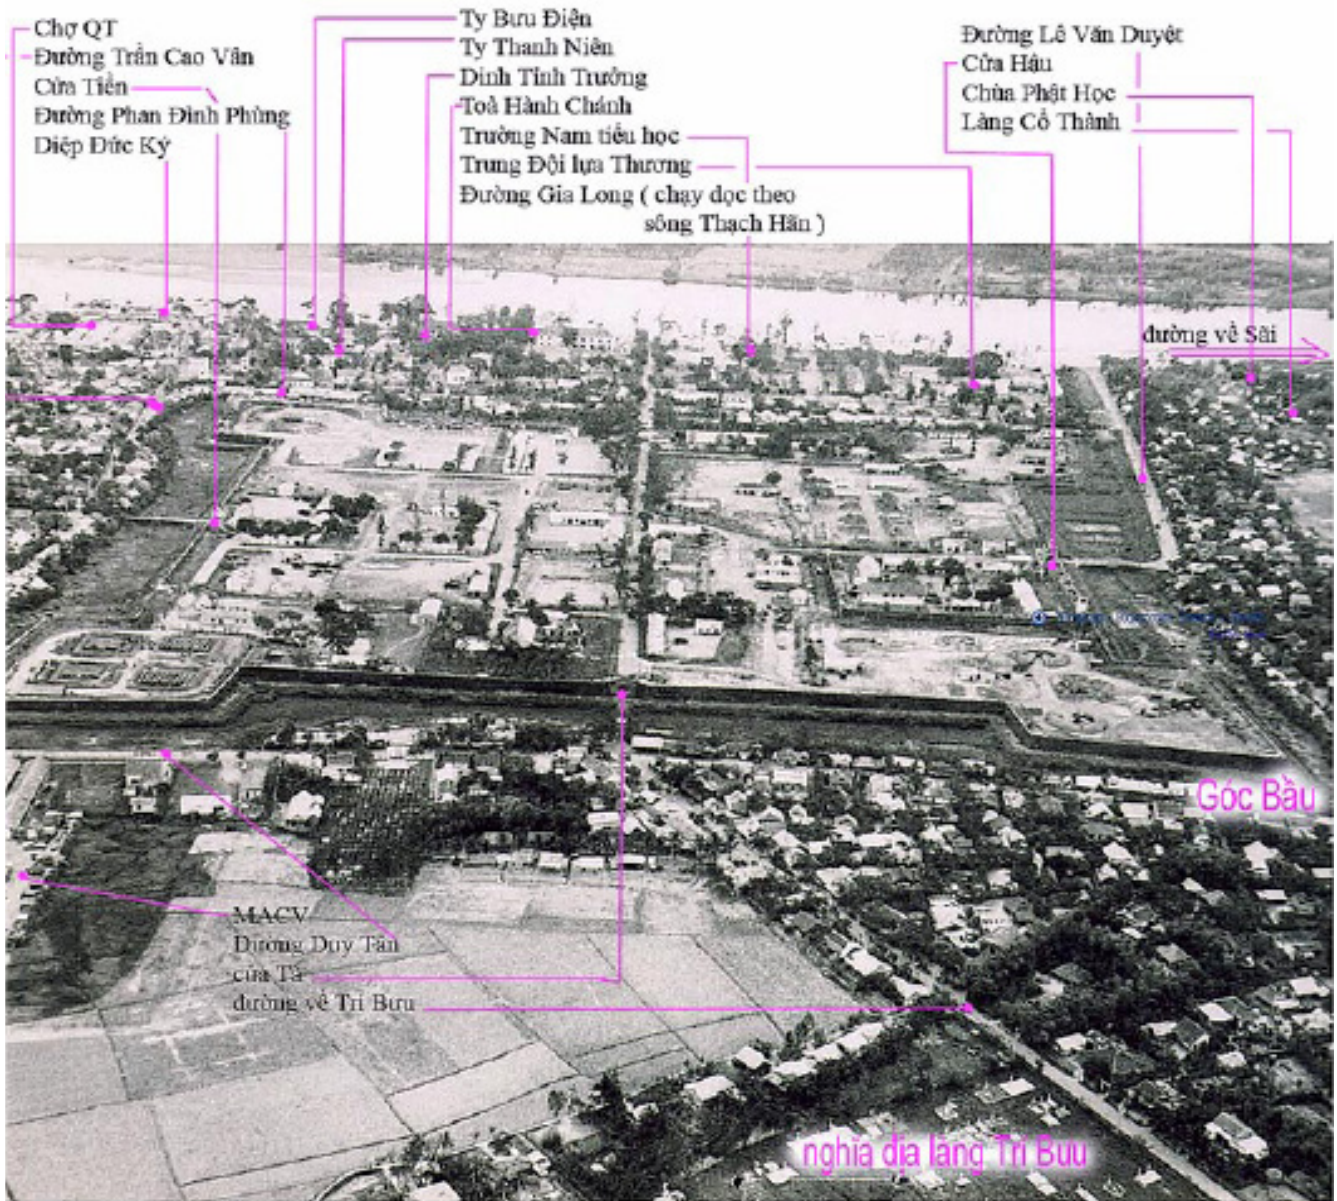 Chợ QT
Đường Trần Cao Vân
Cửa Tiền
Đường Phan Đình Phùng
Diệp Đức Ký
Ty Bưu Điện
Ty Thanh Niên
Dinh Tỉnh Trưởng
Toà Hành Chánh
Trường Nam tiểu học
Trung Đội lựa Thương
Đường Gia Long ( chạy dọc theo
sông Thạch Hãn )
Đường Lê Văn Duyệt
Cửa Hậu
Chùa Phật Học
Làng Cổ Thành
đường về Sãi
Góc Bầu
MACV
Đường Duy Tân
cửa Tả
đường về Trí Bưu
nghĩa địa làng Trí Bưu